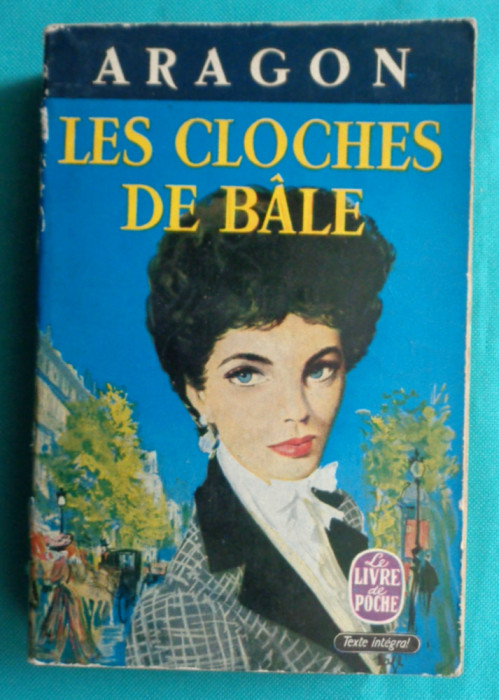 ARAGON
LES CLOCHES
DE BÂLE
Le
LIVRE
de
POCHE
Texte intégral